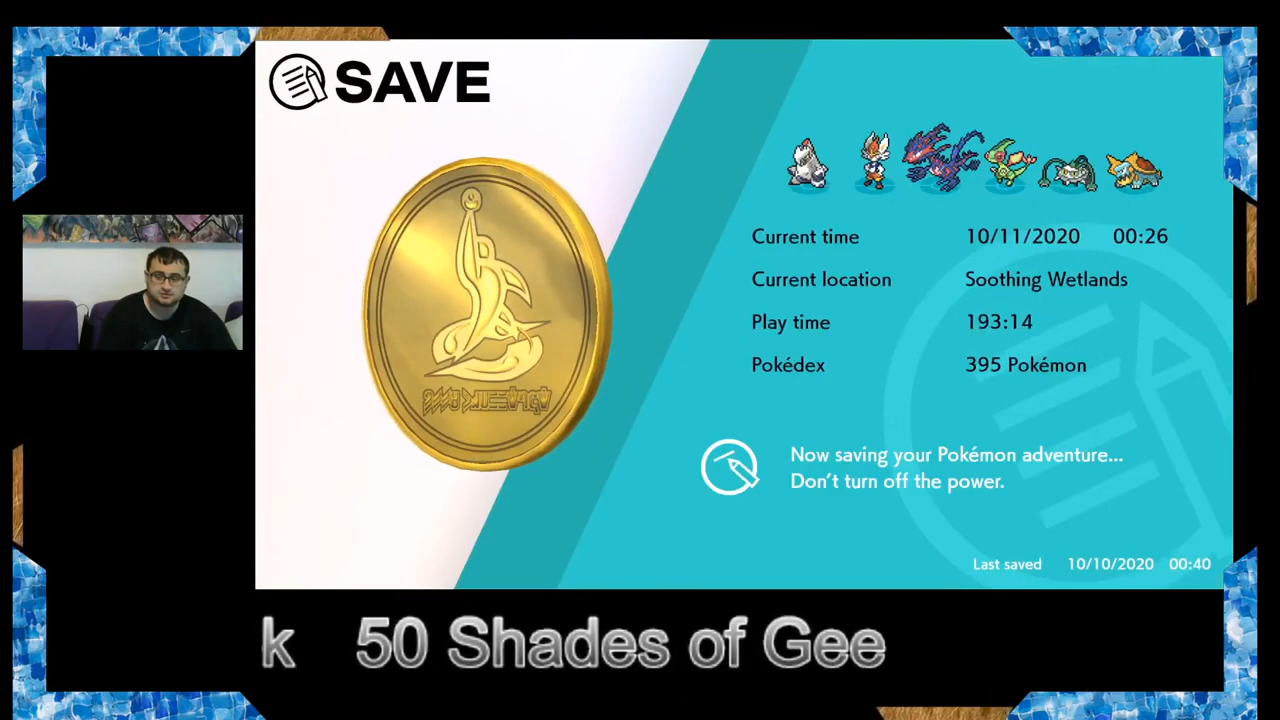 SAVE
Current time 10/11/2020 00:26
Current location Soothing Wetlands
Play time 193:14
Pokédex 395 Pokémon
Now saving your Pokémon adventure...
Don't turn off the power.
Last saved 10/10/2020 00:40
k 50 Shades of Gee